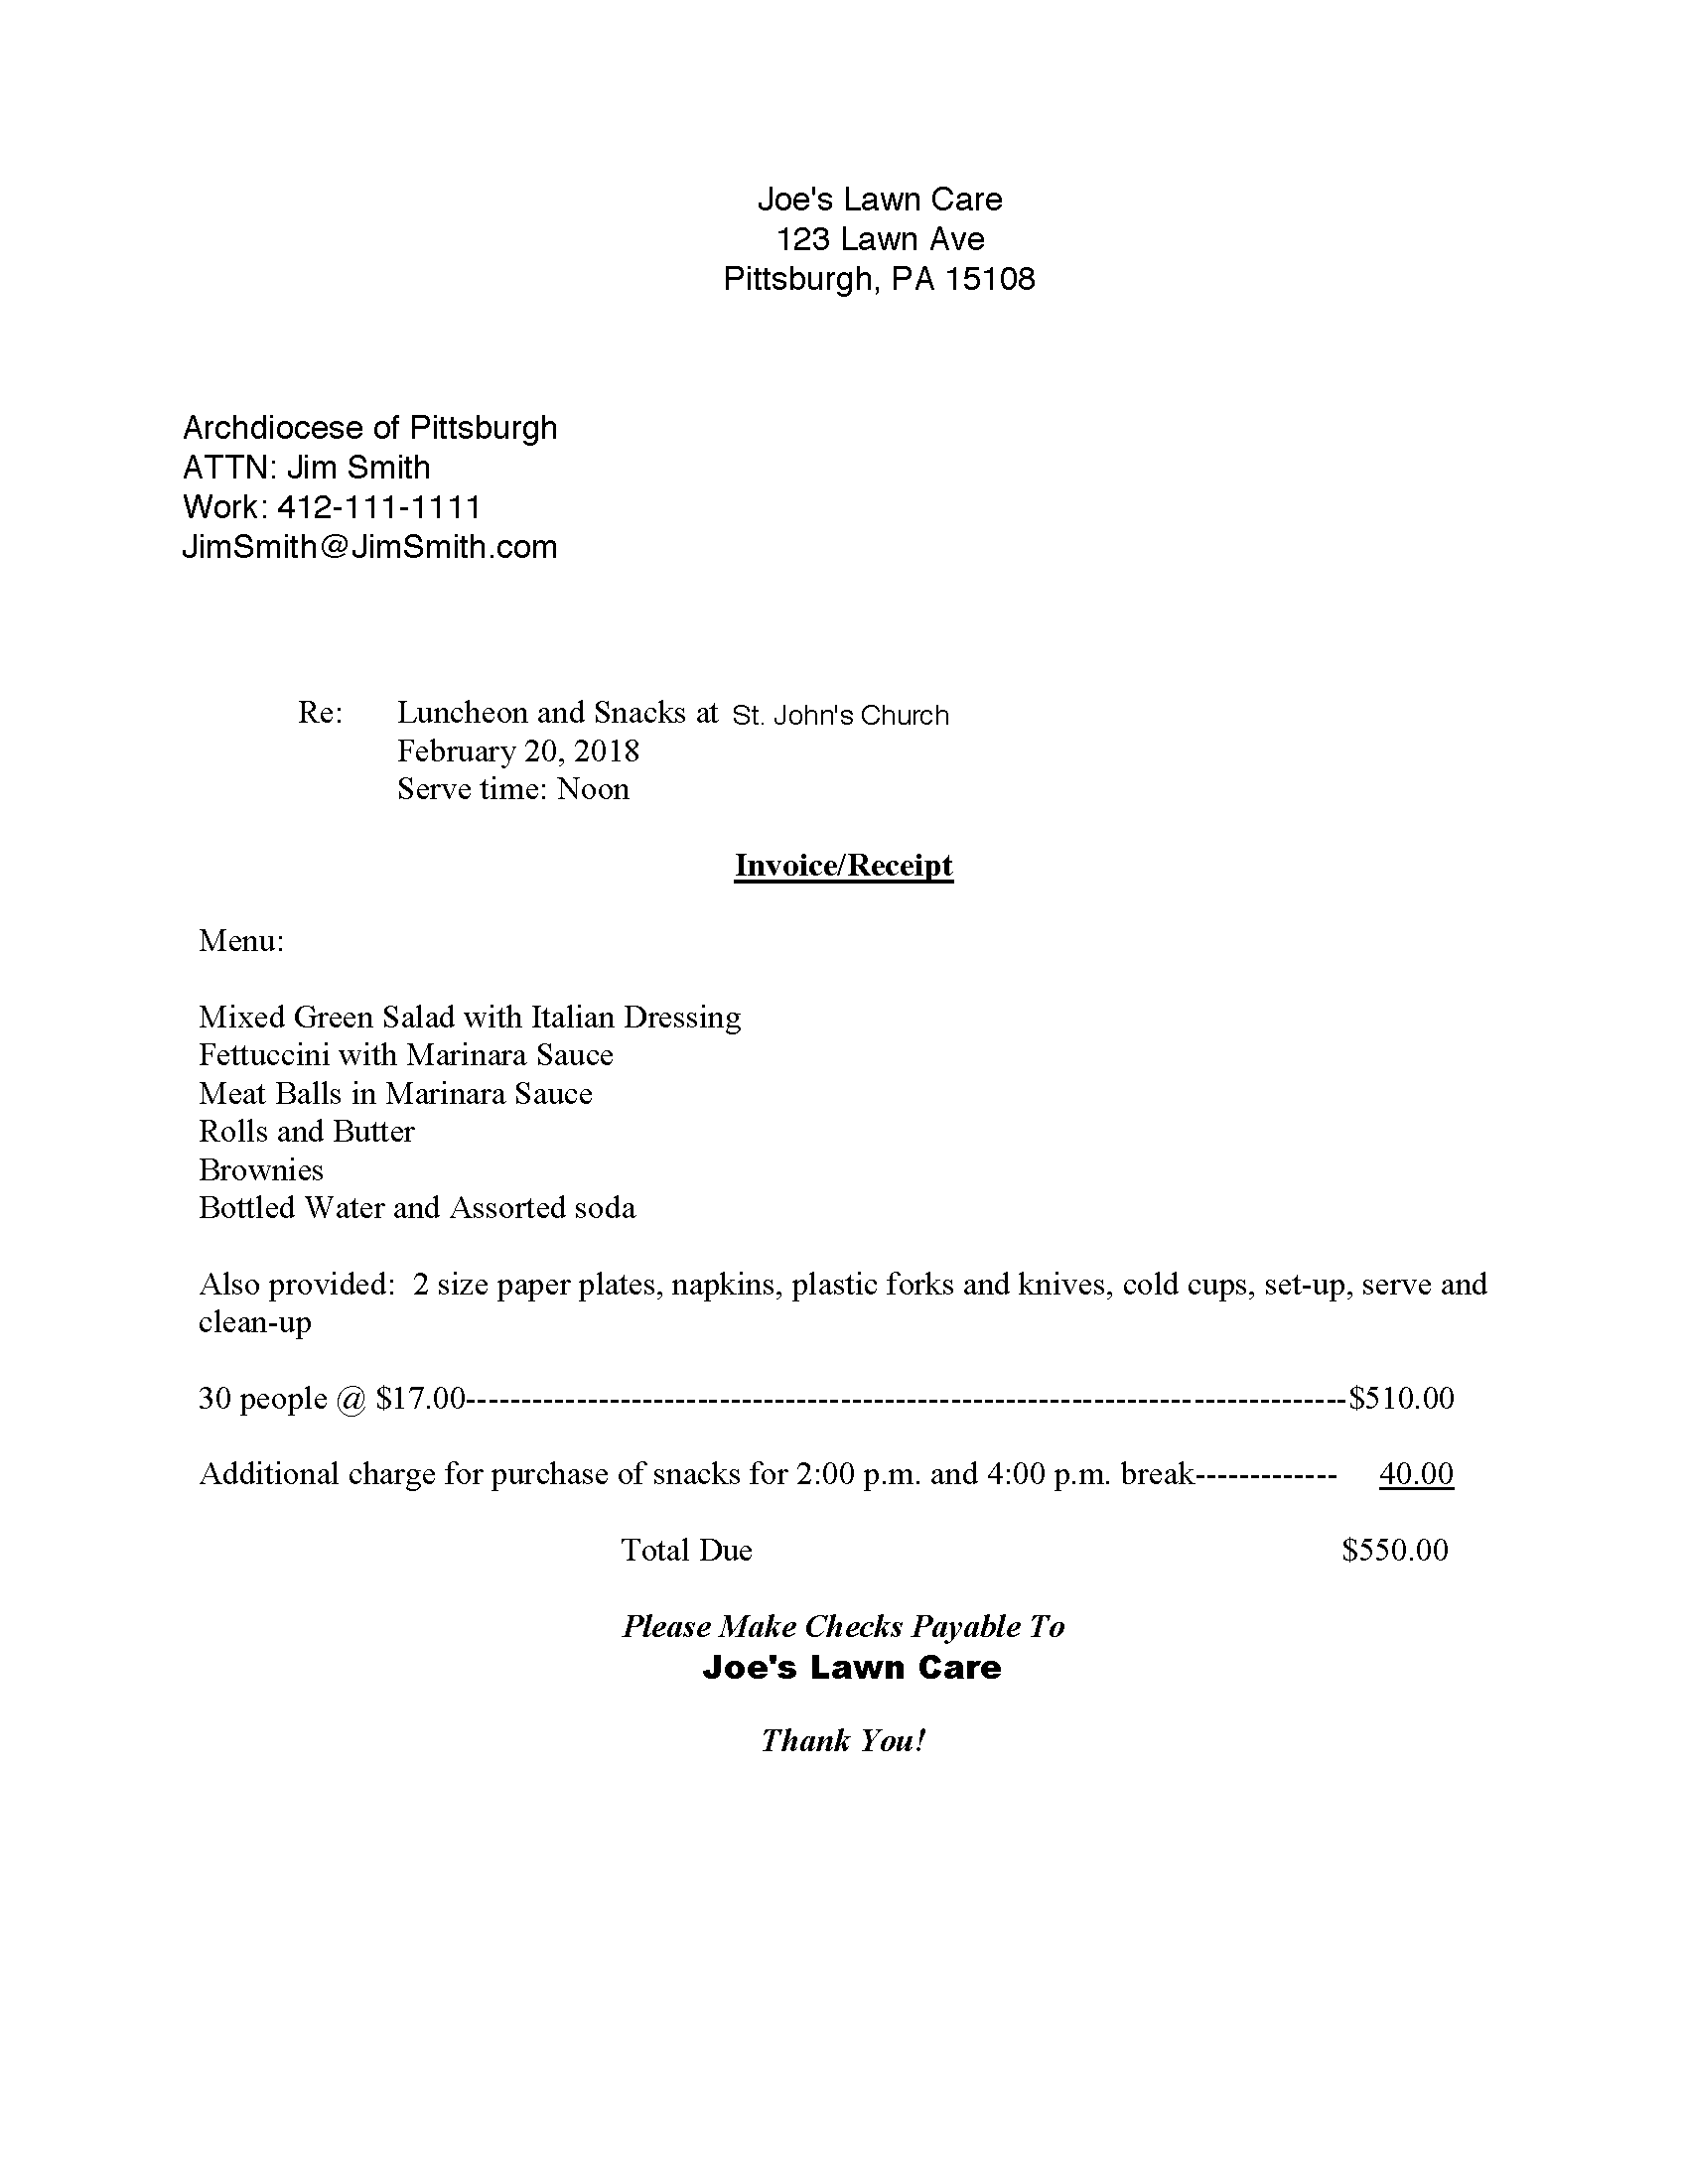 Joe's Lawn Care
123 Lawn Ave
Pittsburgh, PA 15108
Archdiocese of Pittsburgh
ATTN: Jim Smith
Work: 412-111-1111
JimSmith@JimSmith.com
Re: Luncheon and Snacks at St. John's Church
February 20, 2018
Serve time: Noon
Invoice/Receipt
Menu:
Mixed Green Salad with Italian Dressing
Fettuccini with Marinara Sauce
Meat Balls in Marinara Sauce
Rolls and Butter
Brownies
Bottled Water and Assorted soda
Also provided:  2 size paper plates, napkins, plastic forks and knives, cold cups, set-up, serve and
clean-up
30 people @ $17.00--------------------------------------------------------------------------------$510.00
Additional charge for purchase of snacks for 2:00 p.m. and 4:00 p.m. break------------- 40.00
Total Due $550.00
Please Make Checks Payable To
Joe's Lawn Care
Thank You!